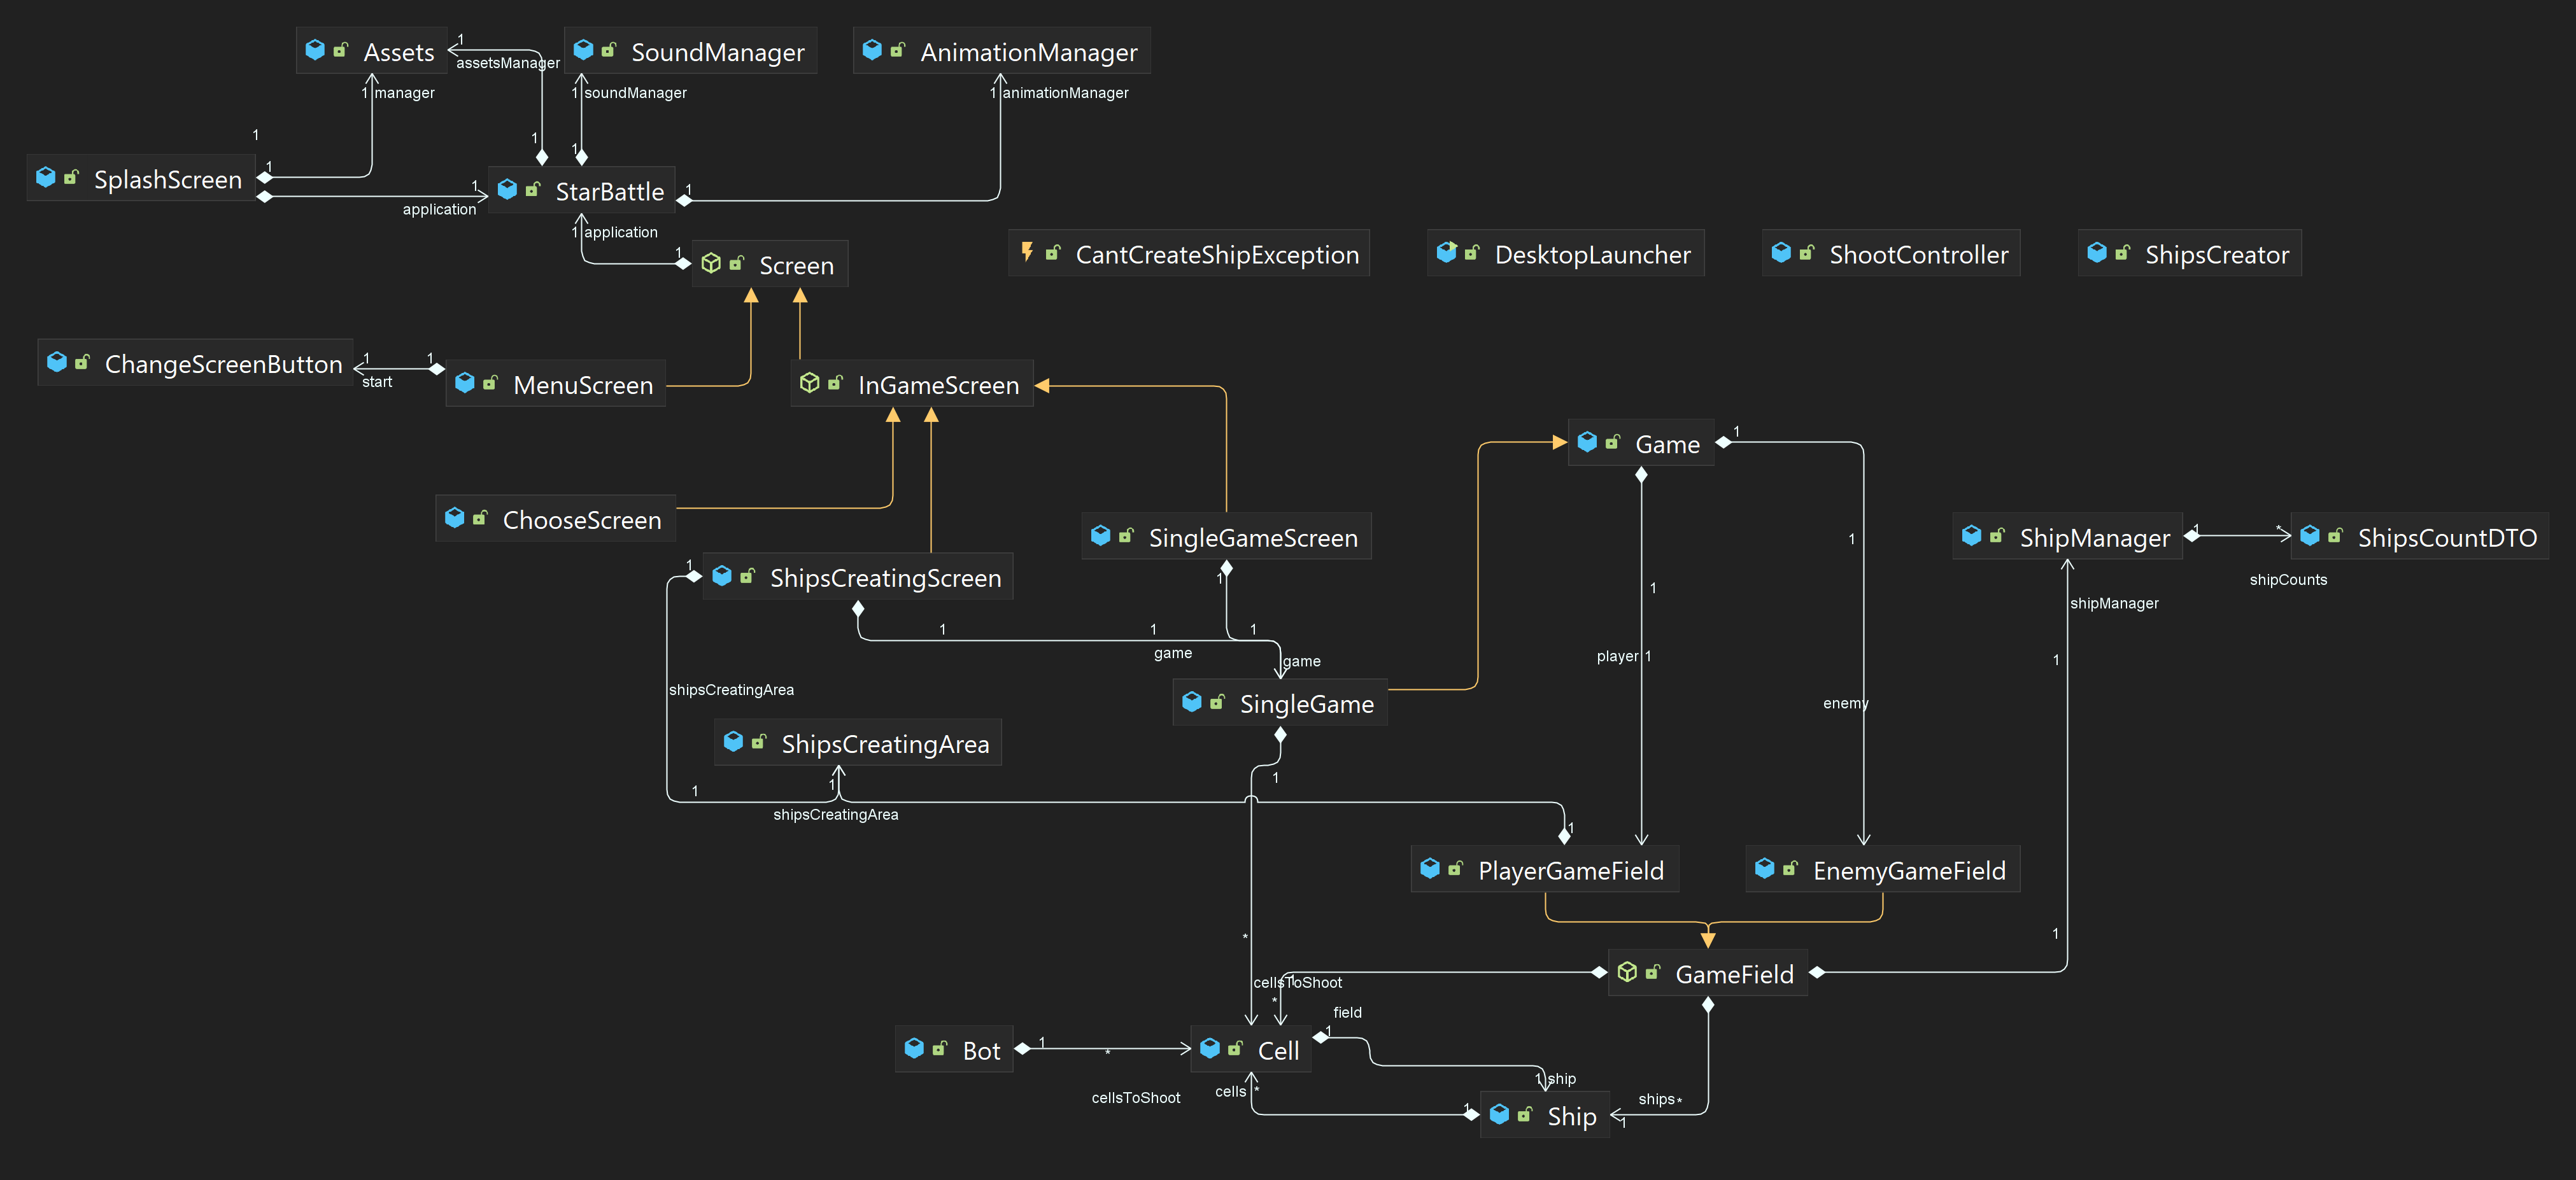 Assets
SoundManager
AnimationManager
1
assetsManager
1 manager
1 soundManager
1 animationManager
1
1
1
1
SplashScreen
1
1
application
StarBattle
1
1 application
1
Screen
CantCreateShipException
DesktopLauncher
ShootController
ShipsCreator
ChangeScreenButton
1
start
1
MenuScreen
InGameScreen
Game
1
ChooseScreen
SingleGameScreen
1
ShipManager
1
*
ShipsCountDTO
shipCounts
1
ShipsCreatingScreen
1
1
shipManager
1
1
1
game
game
player 1
1
shipsCreatingArea
SingleGame
enemy
ShipsCreatingArea
1
1
1
shipsCreatingArea
1
PlayerGameField
EnemyGameField
*
1
cellsToShoot
1
*
GameField
field
Bot
1
*
Cell
1
cellsToShoot
cells *
1 ship
1
Ship
ships *
1